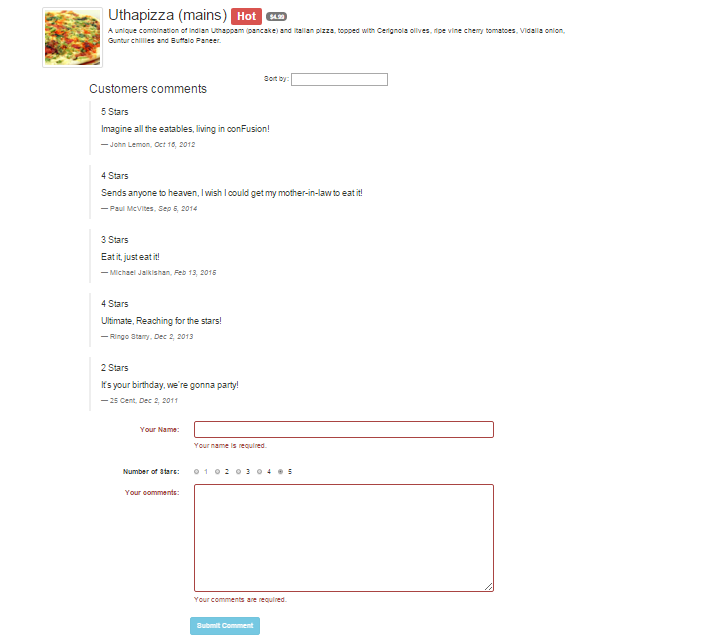 Uthapizza (mains) Hot $4.99
A unique combination of Indian Uthappam (pancake) and Italian pizza, topped with Cerignola olives, ripe vine cherry tomatoes, Vidalia onion,
Guntur chillies and Buffalo Paneer.
Sort by:
Customers comments
5 Stars
Imagine all the eatables, living in conFusion!
— John Lemon, Oct 16, 2012
4 Stars
Sends anyone to heaven, I wish I could get my mother-in-law to eat it!
— Paul McVites, Sep 5, 2014
3 Stars
Eat it, just eat it!
— Michael Jaikishan, Feb 13, 2015
4 Stars
Ultimate, Reaching for the stars!
— Ringo Starry, Dec 2, 2013
2 Stars
It's your birthday, we're gonna party!
— 25 Cent, Dec 2, 2011
Your Name:
Your name is required.
Number of Stars: 1 2 3 4 5
Your comments:
Your comments are required.
Submit Comment